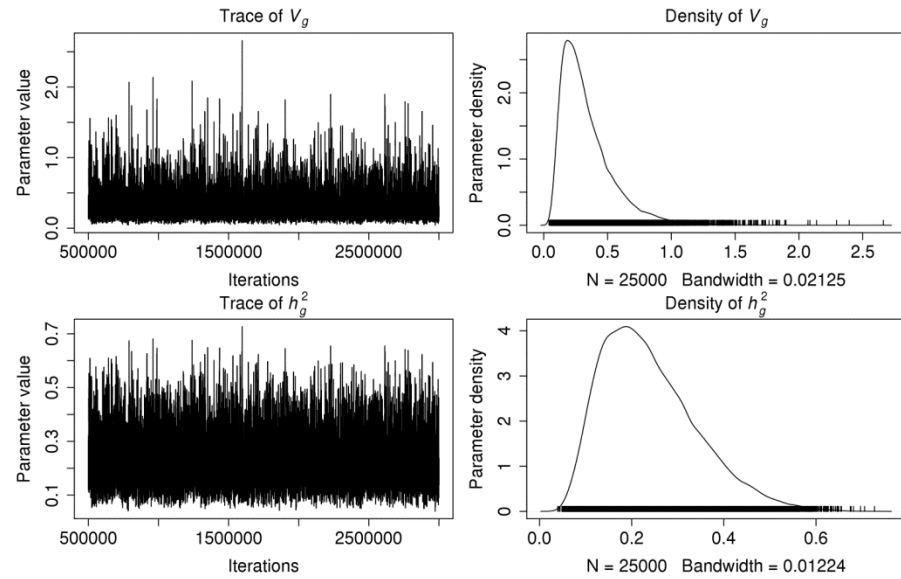 Trace of V_g
Parameter value
0.0 1.0 2.0
500000 1500000 2500000
Iterations
Density of V_g
Parameter density
0.0 1.0 2.0
0.0 0.5 1.0 1.5 2.0 2.5
N = 25000 Bandwidth = 0.02125
Trace of h_g^2
Parameter value
0.1 0.3 0.5 0.7
500000 1500000 2500000
Iterations
Density of h_g^2
Parameter density
0 1 2 3 4
0.0 0.2 0.4 0.6
N = 25000 Bandwidth = 0.01224